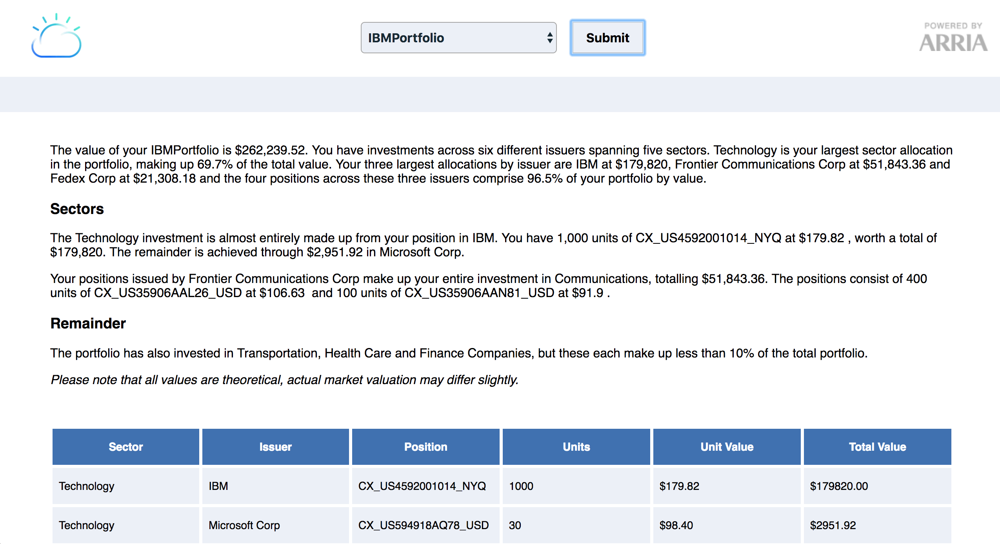 IBMPortfolio
Submit
POWERED BY
ARRIA
The value of your IBMPortfolio is $262,239.52. You have investments across six different issuers spanning five sectors. Technology is your largest sector allocation
in the portfolio, making up 69.7% of the total value. Your three largest allocations by issuer are IBM at $179,820, Frontier Communications Corp at $51,843.36 and
Fedex Corp at $21,308.18 and the four positions across these three issuers comprise 96.5% of your portfolio by value.
Sectors
The Technology investment is almost entirely made up from your position in IBM. You have 1,000 units of CX_US4592001014_NYQ at $179.82 , worth a total of
$179,820. The remainder is achieved through $2,951.92 in Microsoft Corp.
Your positions issued by Frontier Communications Corp make up your entire investment in Communications, totalling $51,843.36. The positions consist of 400
units of CX_US35906AAL26_USD at $106.63  and 100 units of CX_US35906AAN81_USD at $91.9 .
Remainder
The portfolio has also invested in Transportation, Health Care and Finance Companies, but these each make up less than 10% of the total portfolio.
Please note that all values are theoretical, actual market valuation may differ slightly.
Sector Issuer Position Units Unit Value Total Value
Technology IBM CX_US4592001014_NYQ 1000 $179.82 $179820.00
Technology Microsoft Corp CX_US594918AQ78_USD 30 $98.40 $2951.92